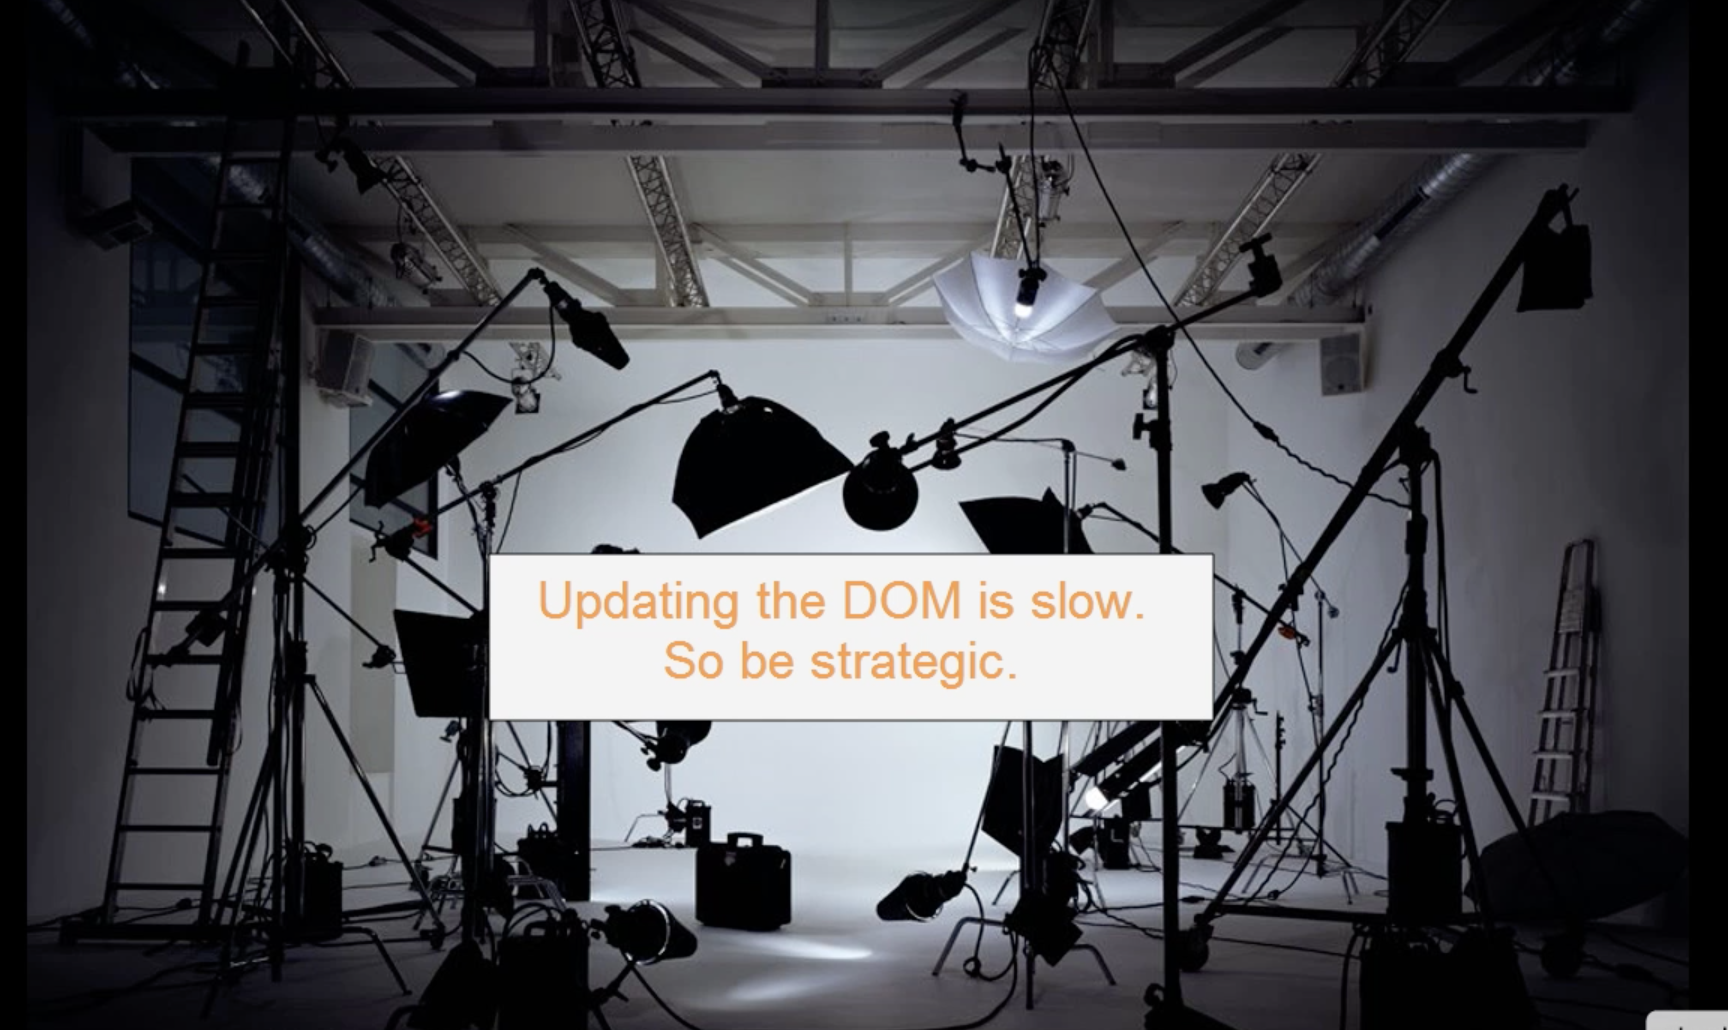 Updating the DOM is slow.
So be strategic.